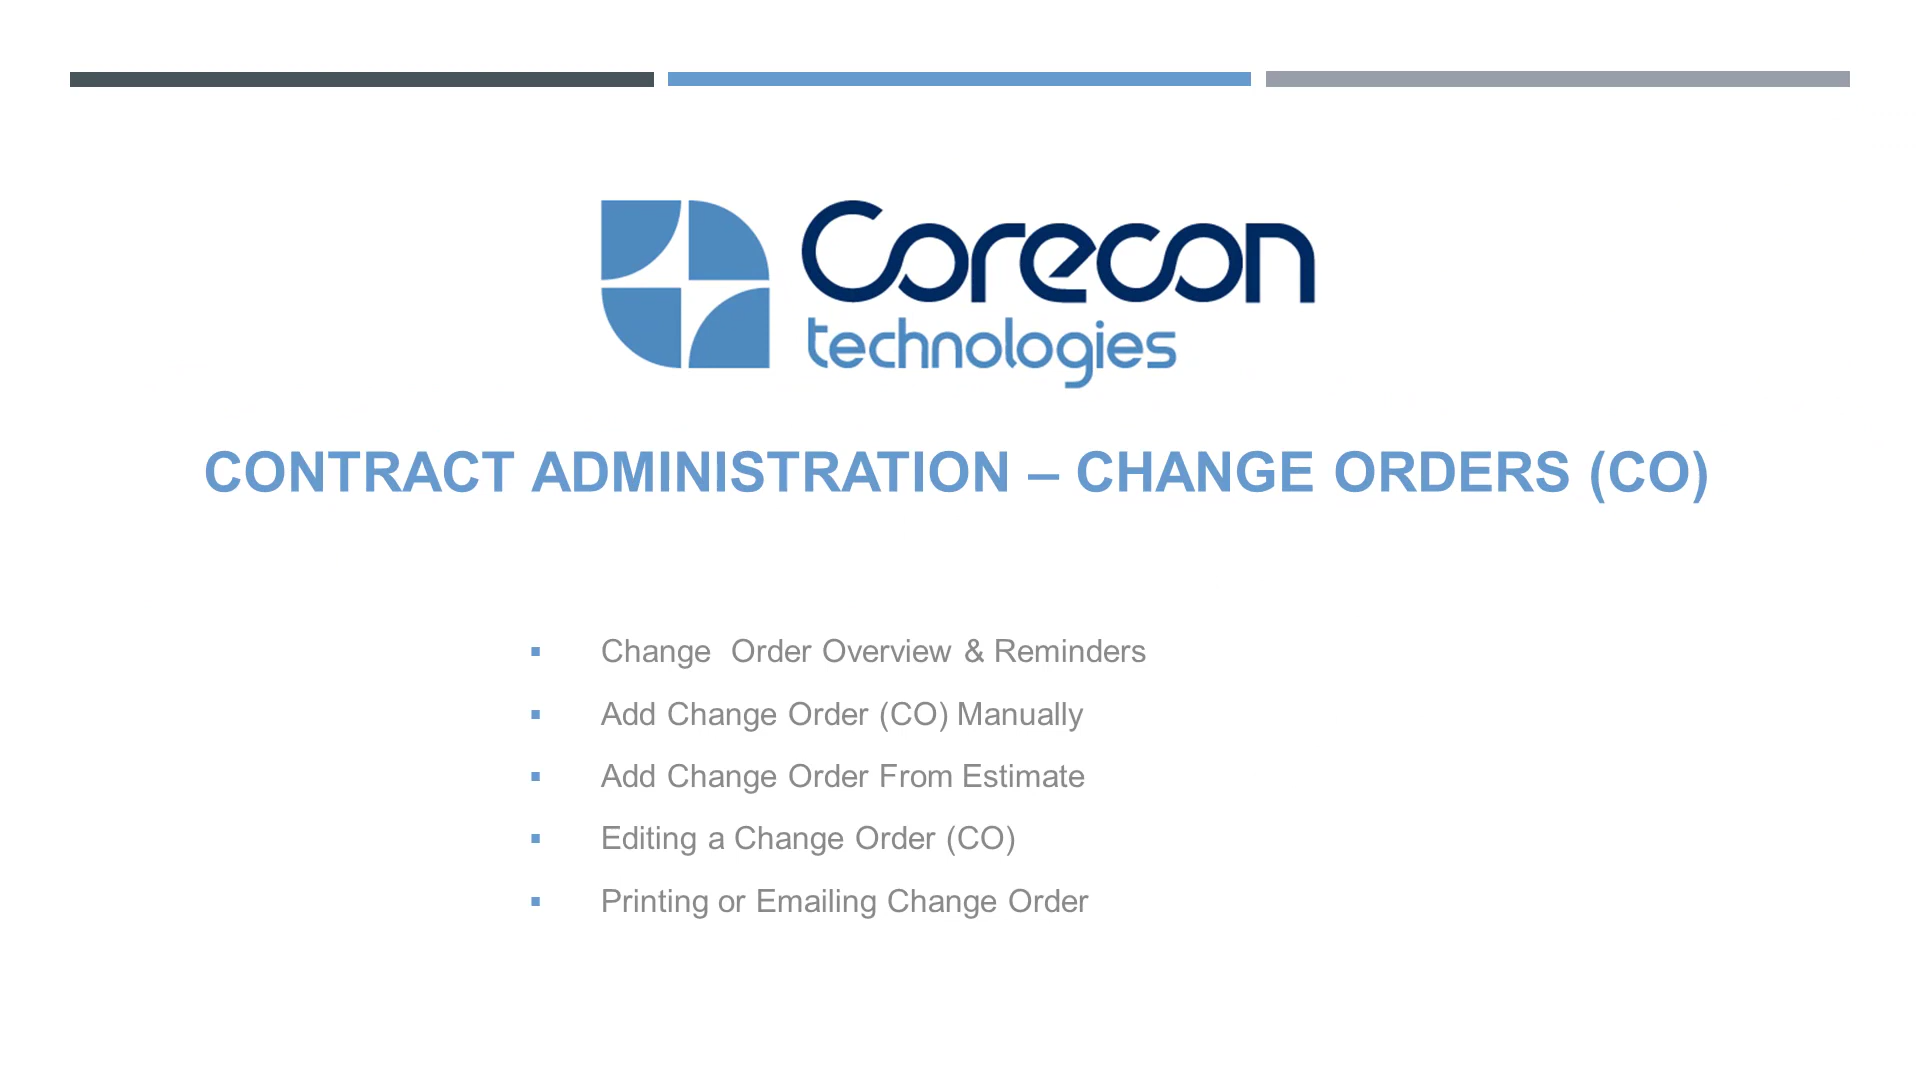 Corecon
technologies
CONTRACT ADMINISTRATION – CHANGE ORDERS (CO)
▪ Change  Order Overview & Reminders
▪ Add Change Order (CO) Manually
▪ Add Change Order From Estimate
▪ Editing a Change Order (CO)
▪ Printing or Emailing Change Order